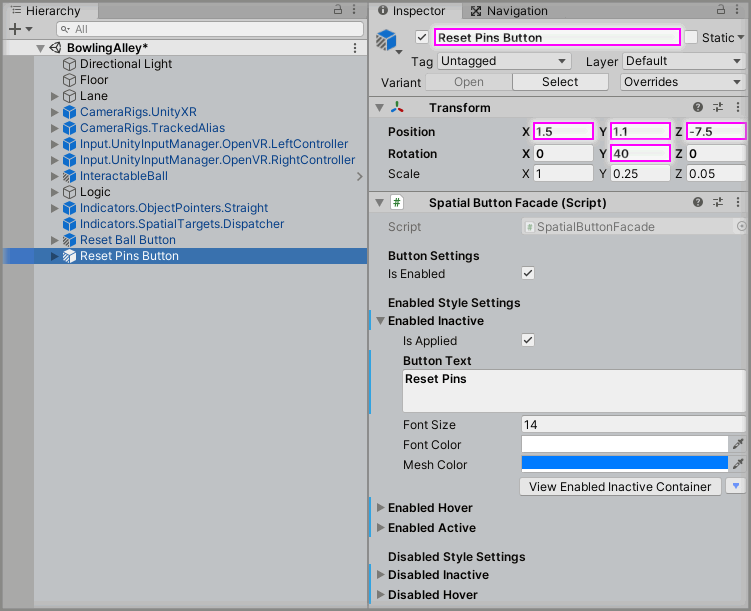 Hierarchy
All
BowlingAlley*
Directional Light
Floor
Lane
CameraRigs.UnityXR
CameraRigs.TrackedAlias
Input.UnityInputManager.OpenVR.LeftController
Input.UnityInputManager.OpenVR.RightController
InteractableBall
Logic
Indicators.ObjectPointers.Straight
Indicators.SpatialTargets.Dispatcher
Reset Ball Button
Reset Pins Button
Inspector
Navigation
Reset Pins Button
Static
Tag Untagged Layer Default
Variant Open Select Overrides
Transform
Position X 1.5 Y 1.1 Z -7.5
Rotation X 0 Y 40 Z 0
Scale X 1 Y 0.25 Z 0.05
# Spatial Button Facade (Script)
Script # SpatialButtonFacade
Button Settings
Is Enabled
Enabled Style Settings
Enabled Inactive
Is Applied
Button Text
Reset Pins
Font Size 14
Font Color
Mesh Color
View Enabled Inactive Container
Enabled Hover
Enabled Active
Disabled Style Settings
Disabled Inactive
Disabled Hover